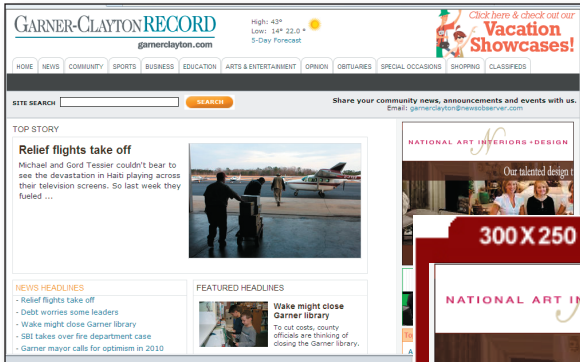 GARNER-CLAYTON RECORD
garnerclayton.com
High: 43°
Low: 14° 22.0 °
5-Day Forecast
Click here & check out our
Vacation
Showcases!
HOME NEWS COMMUNITY SPORTS BUSINESS EDUCATION ARTS & ENTERTAINMENT OPINION OBITUARIES SPECIAL OCCASIONS SHOPPING CLASSIFIEDS
SITE SEARCH SEARCH
Share your community news, announcements and events with us.
Email: garnerclayton@newsobserver.com
TOP STORY
Relief flights take off
Michael and Gord Tessier couldn't bear to
see the devastation in Haiti playing across
their television screens. So last week they
fueled ...
NATIONAL ART INTERIORS + DESIGN
N
Our talented design t
300 X 250
NATIONAL ART IN
NEWS HEADLINES
- Relief flights take off
- Debt worries some leaders
- Wake might close Garner library
- SBI takes over fire department case
- Garner mayor calls for optimism in 2010
FEATURED HEADLINES
Wake might close
Garner library
To cut costs, county
officials are thinking of
closing the Garner library.
To
A